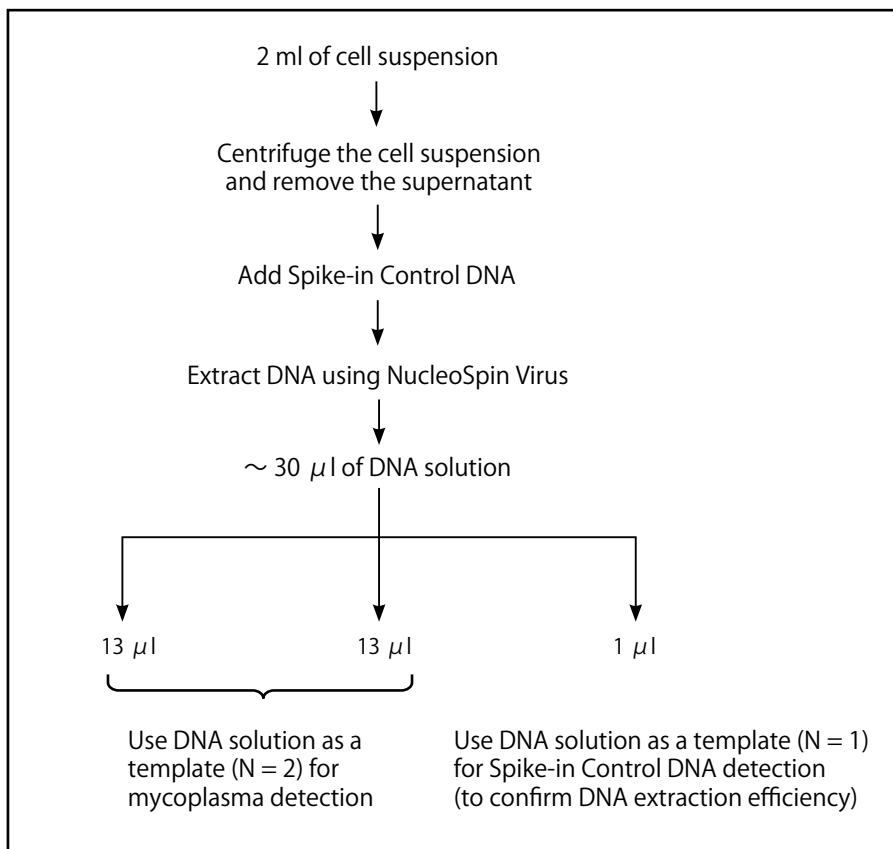 2 ml of cell suspension
Centrifuge the cell suspension
and remove the supernatant
Add Spike-in Control DNA
Extract DNA using NucleoSpin Virus
～ 30 μl of DNA solution
13 μl
13 μl
1 μl
Use DNA solution as a
template (N = 2) for
mycoplasma detection
Use DNA solution as a template (N = 1)
for Spike-in Control DNA detection
(to confirm DNA extraction efficiency)